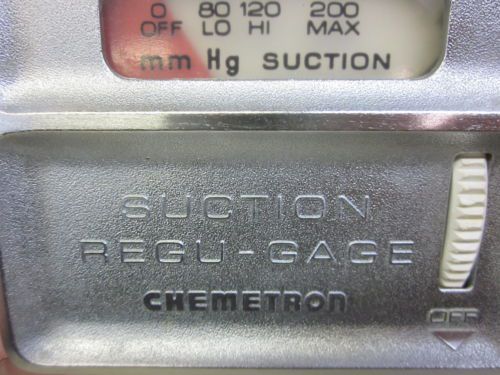 0 80 120 200
OFF LO HI MAX
mm Hg SUCTION
SUCTION
REGU-GAGE
CHEMETRON
OFF